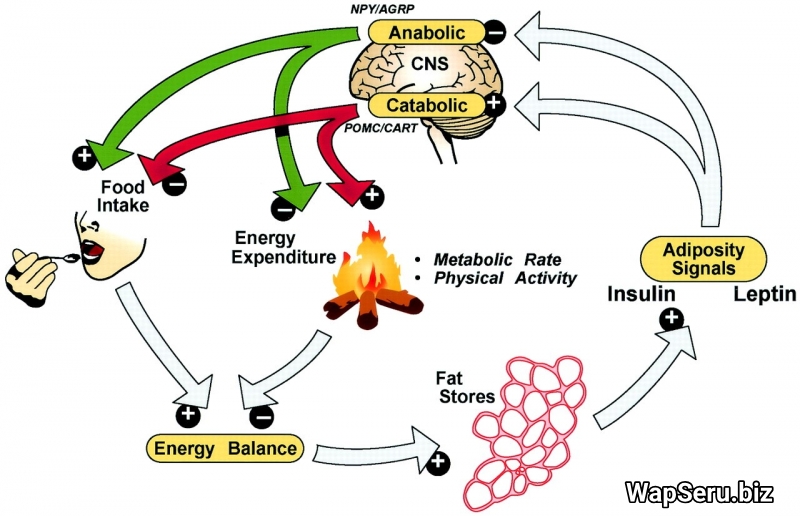 NPY/AGRP
Anabolic
−
CNS
Catabolic
+
POMC/CART
+
Food
Intake
−
−
+
Energy
Expenditure
• Metabolic Rate
• Physical Activity
Adiposity
Signals
Insulin Leptin
+
Fat
Stores
+
−
Energy Balance
+
WapSeru.biz